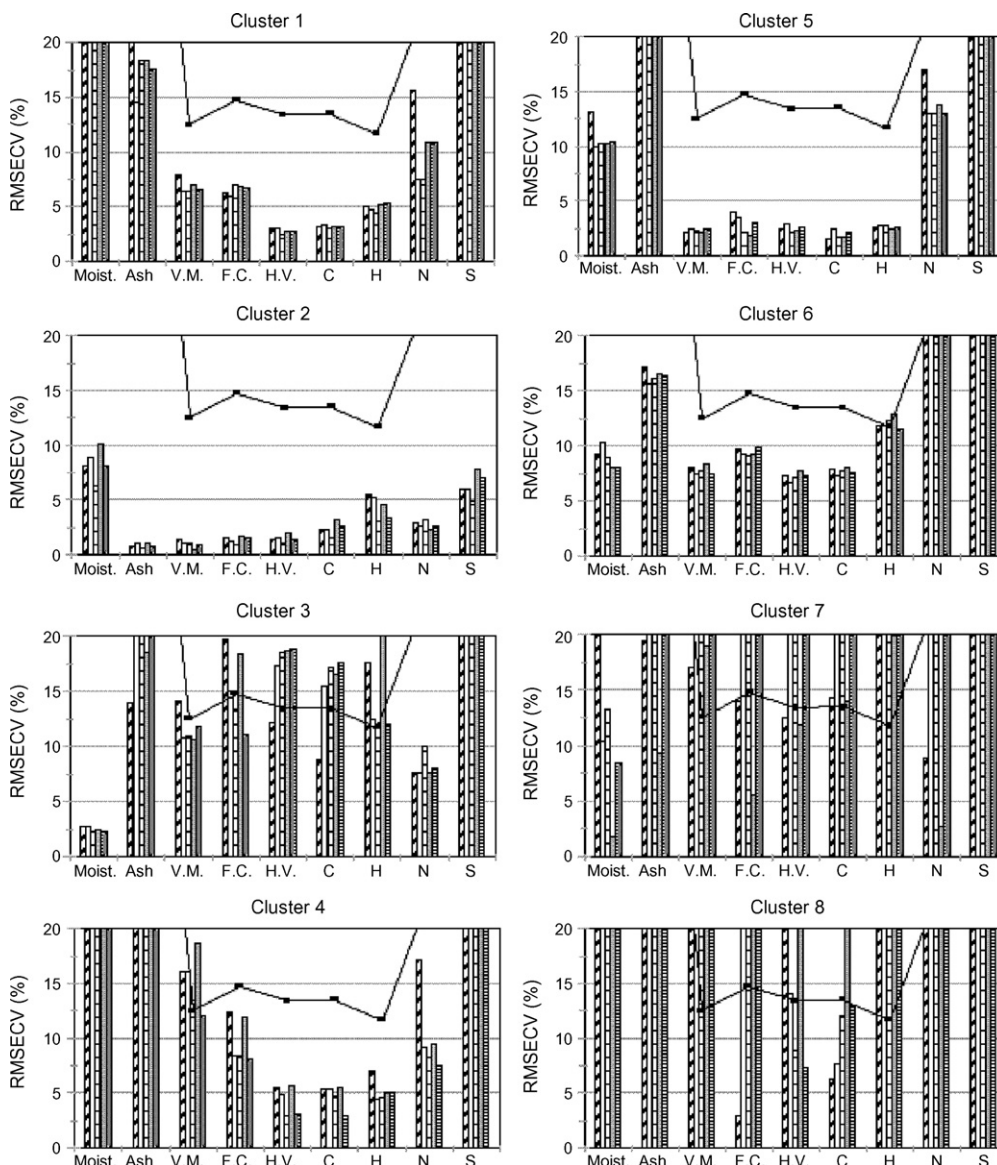 Cluster 1
RMSECV (%)
20
15
10
5
0
Moist. Ash V.M. F.C. H.V. C H N S
Cluster 5
RMSECV (%)
20
15
10
5
0
Moist. Ash V.M. F.C. H.V. C H N S
Cluster 2
RMSECV (%)
20
15
10
5
0
Moist. Ash V.M. F.C. H.V. C H N S
Cluster 6
RMSECV (%)
20
15
10
5
0
Moist. Ash V.M. F.C. H.V. C H N S
Cluster 3
RMSECV (%)
20
15
10
5
0
Moist. Ash V.M. F.C. H.V. C H N S
Cluster 7
RMSECV (%)
20
15
10
5
0
Moist. Ash V.M. F.C. H.V. C H N S
Cluster 4
RMSECV (%)
20
15
10
5
0
Moist. Ash V.M. F.C. H.V. C H N S
Cluster 8
RMSECV (%)
20
15
10
5
0
Moist. Ash V.M. F.C. H.V. C H N S